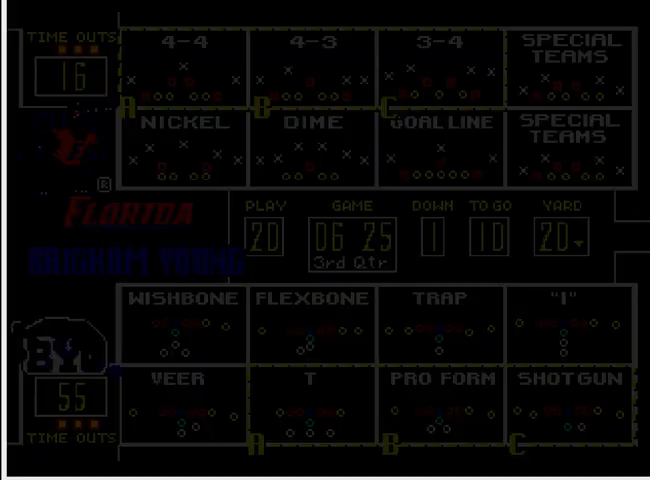 TIME OUTS
16
4-4
4-3
3-4
SPECIAL
TEAMS
A
B
C
NICKEL
DIME
GOAL LINE
SPECIAL
TEAMS
®
FLORIDA
PLAY
GAME
DOWN
TO GO
YARD
20
06 25
1
10
20
3rd Qtr
BRIGHAM YOUNG
WISHBONE
FLEXBONE
TRAP
"I"
BYU
VEER
T
PRO FORM
SHOTGUN
55
TIME OUTS
A
B
C